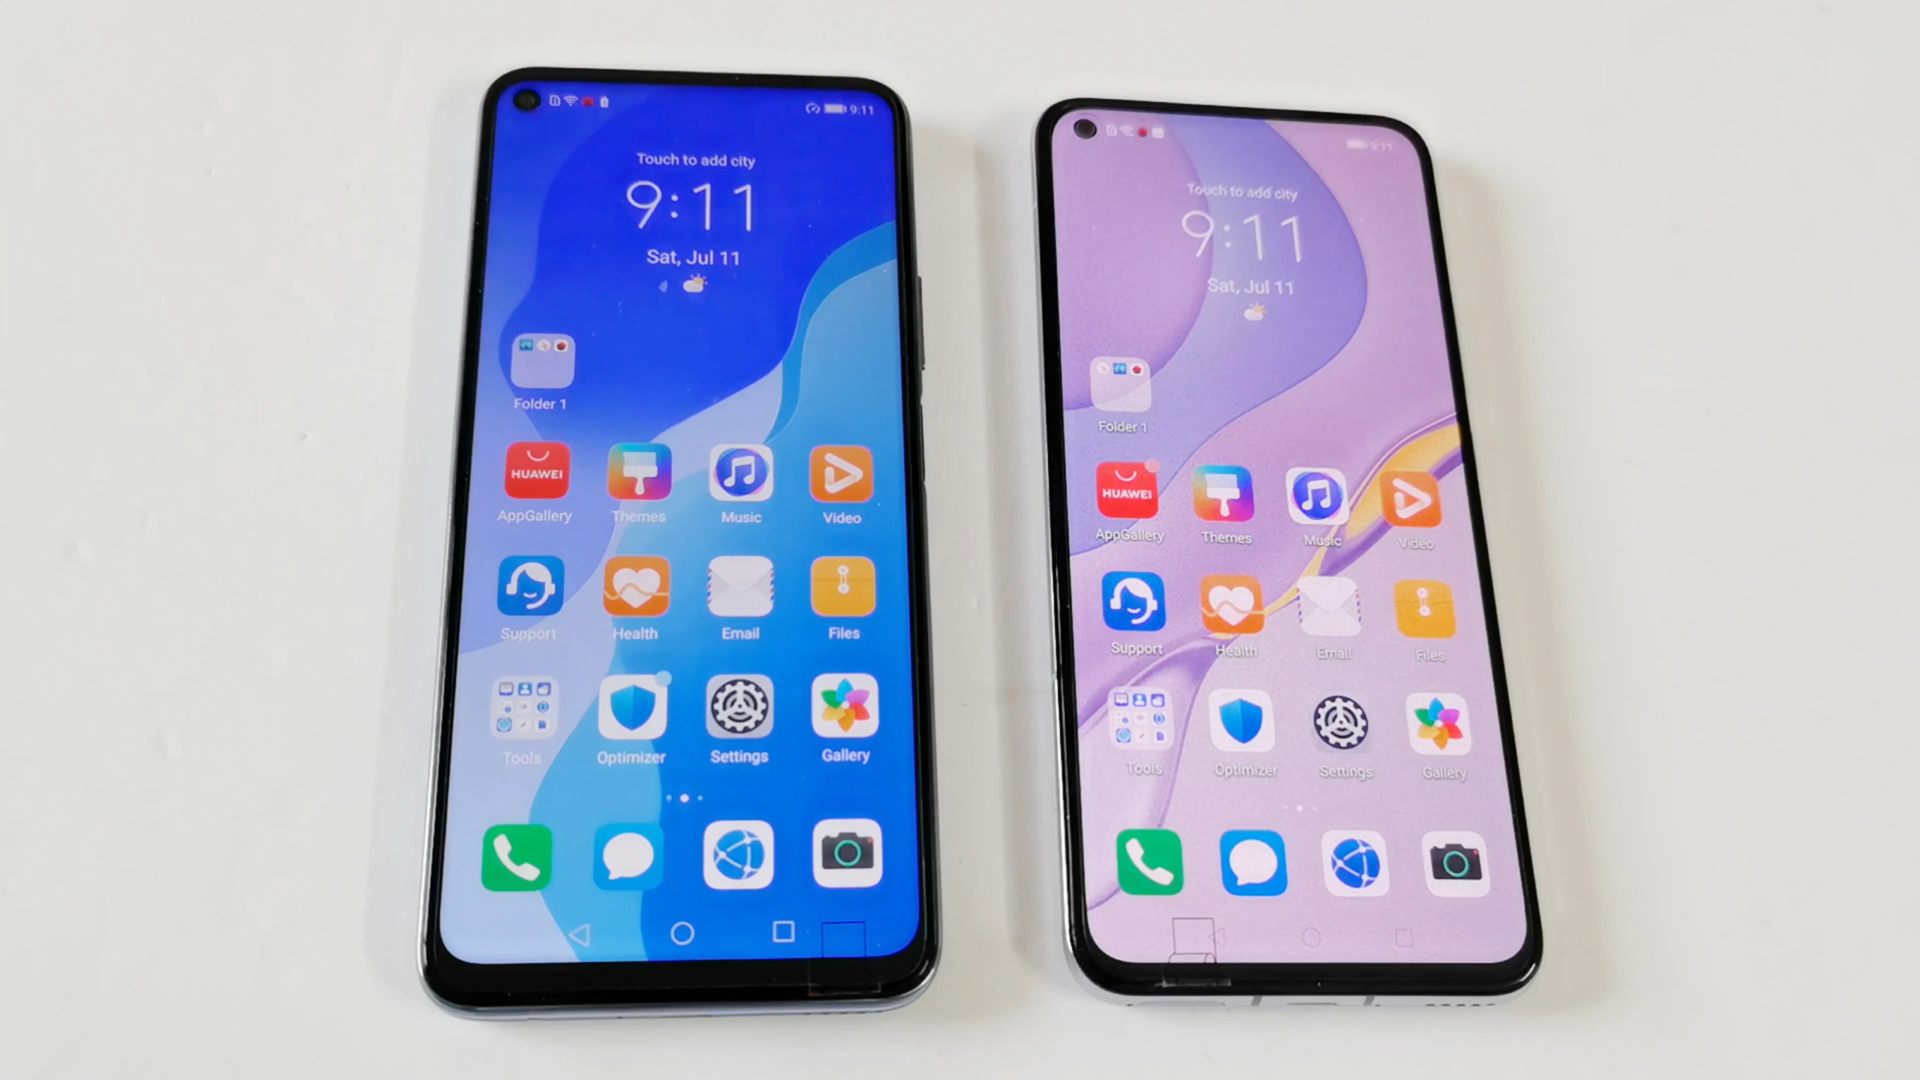 9:11
Touch to add city
9:11
Sat, Jul 11
Folder 1
HUAWEI
AppGallery
Themes
Music
Video
Support
Health
Email
Files
Tools
Optimizer
Settings
Gallery
9:11
Touch to add city
9:11
Sat, Jul 11
Folder 1
HUAWEI
AppGallery
Themes
Music
Video
Support
Health
Email
Files
Tools
Optimizer
Settings
Gallery